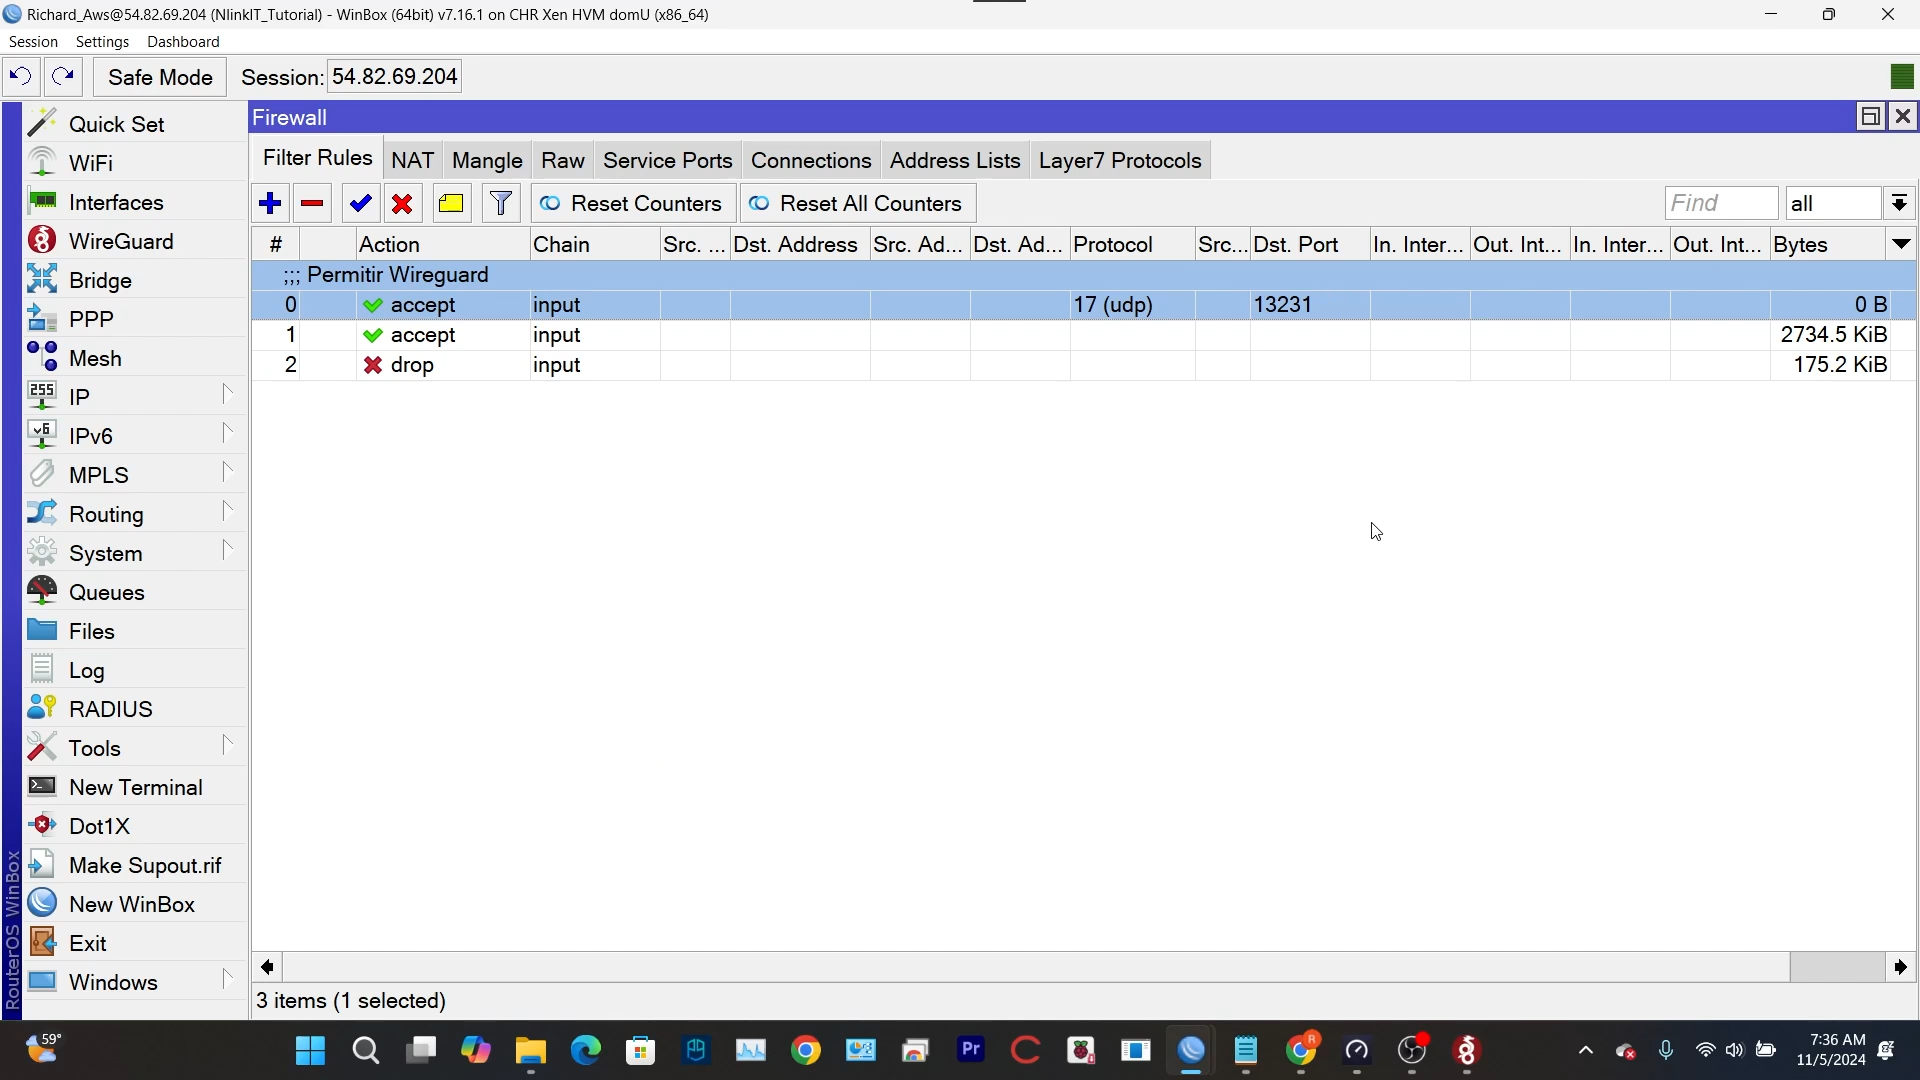 Richard_Aws@54.82.69.204 (NlinkIT_Tutorial) - WinBox (64bit) v7.16.1 on CHR Xen HVM domU (x86_64)
Session Settings Dashboard
Safe Mode Session: 54.82.69.204
Quick Set
WiFi
Interfaces
WireGuard
Bridge
PPP
Mesh
255 IP
v6 IPv6
MPLS
Routing
System
Queues
Files
Log
RADIUS
Tools
New Terminal
Dot1X
Make Supout.rif
New WinBox
Exit
Windows
RouterOS WinBox
Firewall
Filter Rules NAT Mangle Raw Service Ports Connections Address Lists Layer7 Protocols
Reset Counters Reset All Counters Find all
# Action Chain Src. ... Dst. Address Src. Ad... Dst. Ad... Protocol Src... Dst. Port In. Inter... Out. Int... In. Inter... Out. Int... Bytes
;;; Permitir Wireguard
0 accept input 17 (udp) 13231 0 B
1 accept input 2734.5 KiB
2 drop input 175.2 KiB
3 items (1 selected)
59°
Pr
R
7:36 AM
11/5/2024